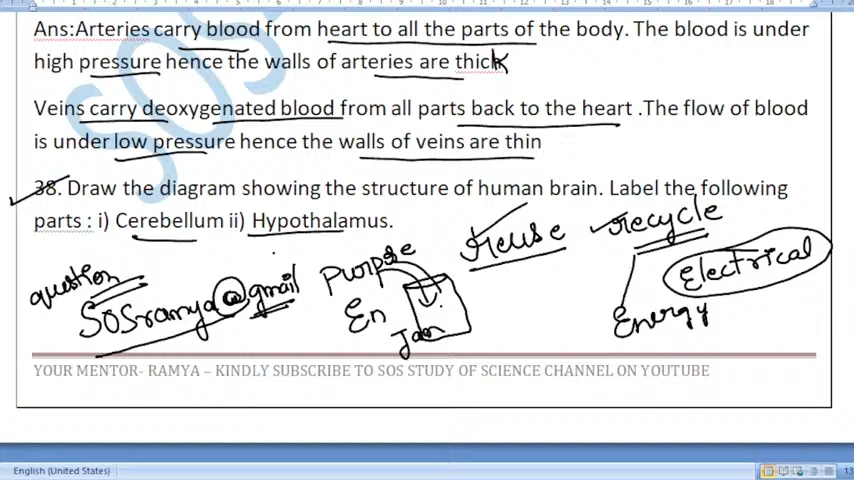 Ans:Arteries carry blood from heart to all the parts of the body. The blood is under
high pressure hence the walls of arteries are thick
Veins carry deoxygenated blood from all parts back to the heart .The flow of blood
is under low pressure hence the walls of veins are thin
38. Draw the diagram showing the structure of human brain. Label the following
parts : i) Cerebellum ii) Hypothalamus.
question
SOSramya@gmail
Purpose
En
Jam
reuse
recycle
Electrical
Energy
YOUR MENTOR- RAMYA – KINDLY SUBSCRIBE TO SOS STUDY OF SCIENCE CHANNEL ON YOUTUBE
English (United States)